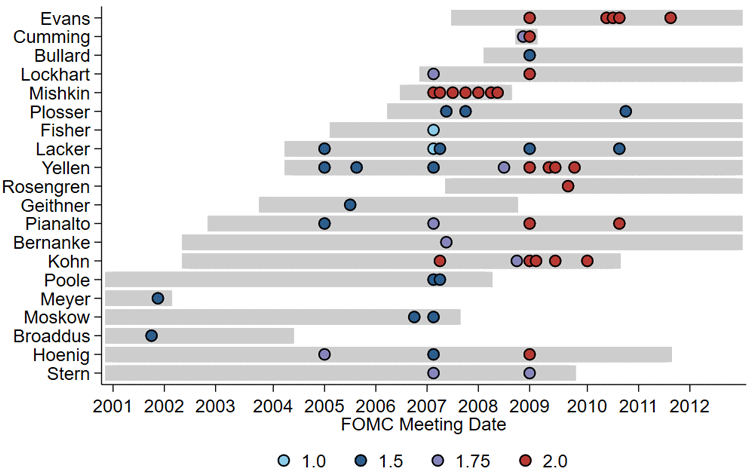 Evans
Cumming
Bullard
Lockhart
Mishkin
Plosser
Fisher
Lacker
Yellen
Rosengren
Geithner
Pianalto
Bernanke
Kohn
Poole
Meyer
Moskow
Broaddus
Hoenig
Stern
2001 2002 2003 2004 2005 2006 2007 2008 2009 2010 2011 2012
FOMC Meeting Date
1.0 1.5 1.75 2.0